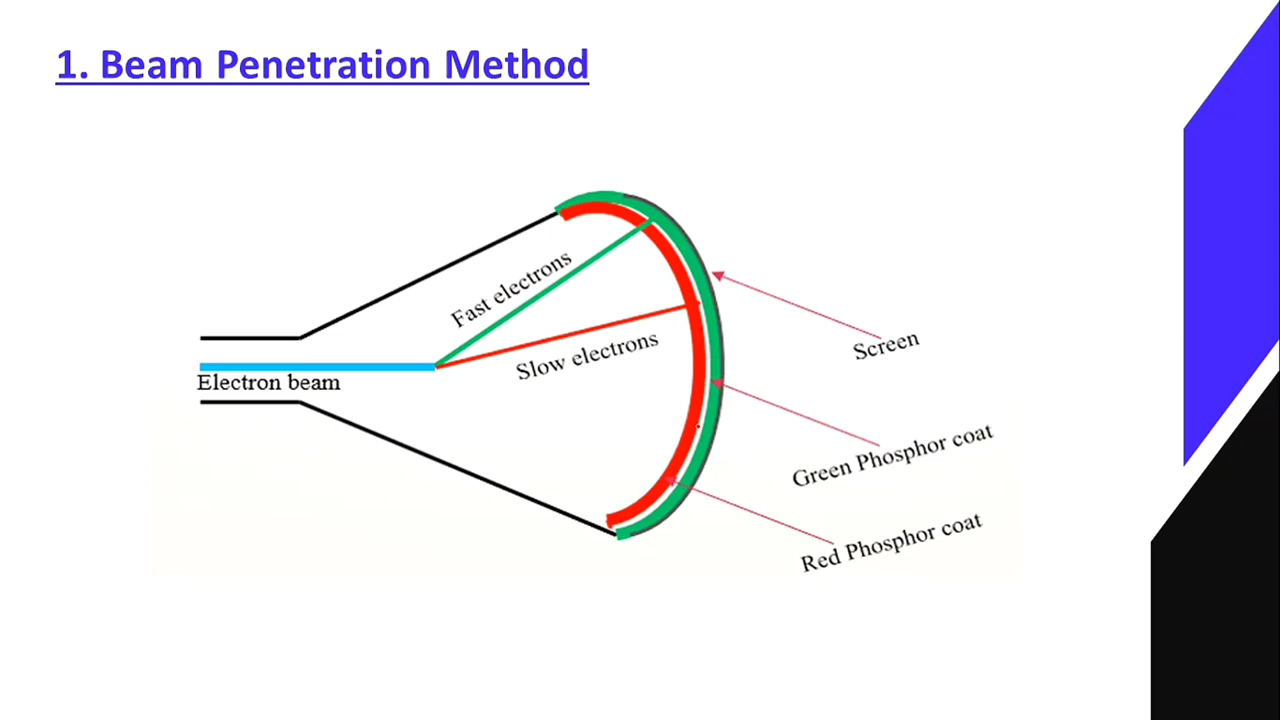 1. Beam Penetration Method
Fast electrons
Slow electrons
Electron beam
Screen
Green Phosphor coat
Red Phosphor coat